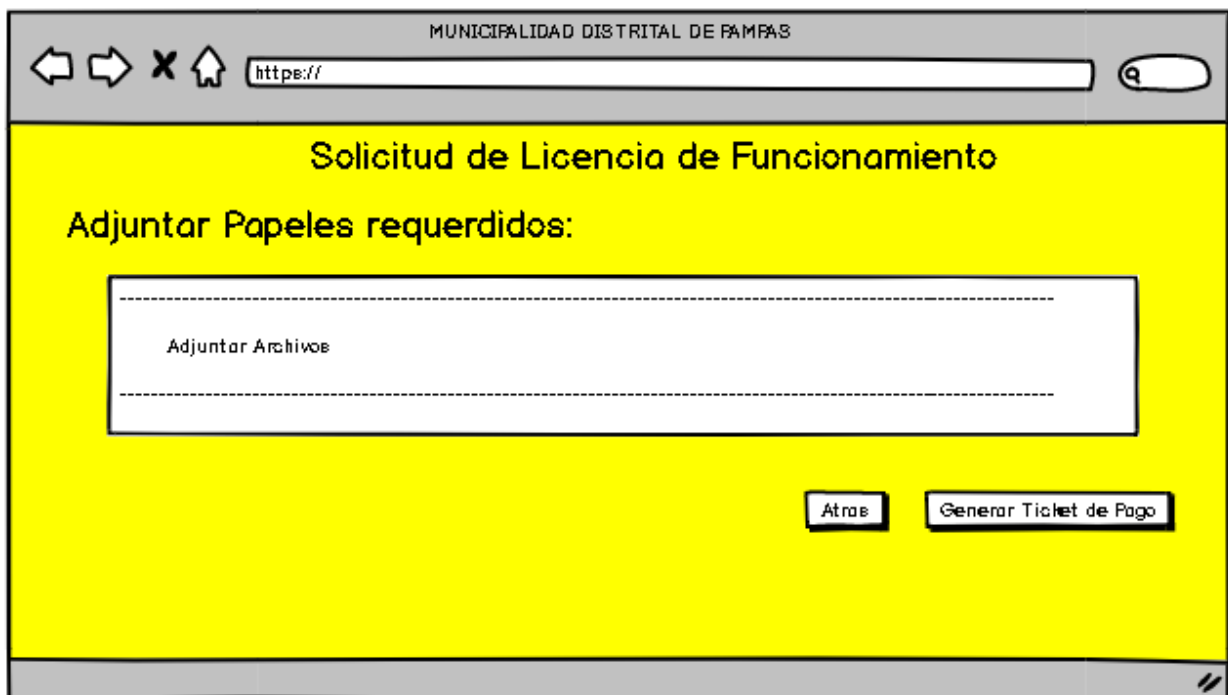 MUNICIPALIDAD DISTRITAL DE PAMPAS
https://
Solicitud de Licencia de Funcionamiento
Adjuntar Papeles requerdidos:
Adjuntar Archivos
Atras
Generar Ticket de Pago